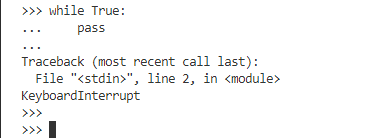 >>> while True:
...     pass
...
Traceback (most recent call last):
  File "<stdin>", line 2, in <module>
KeyboardInterrupt
>>>
>>>